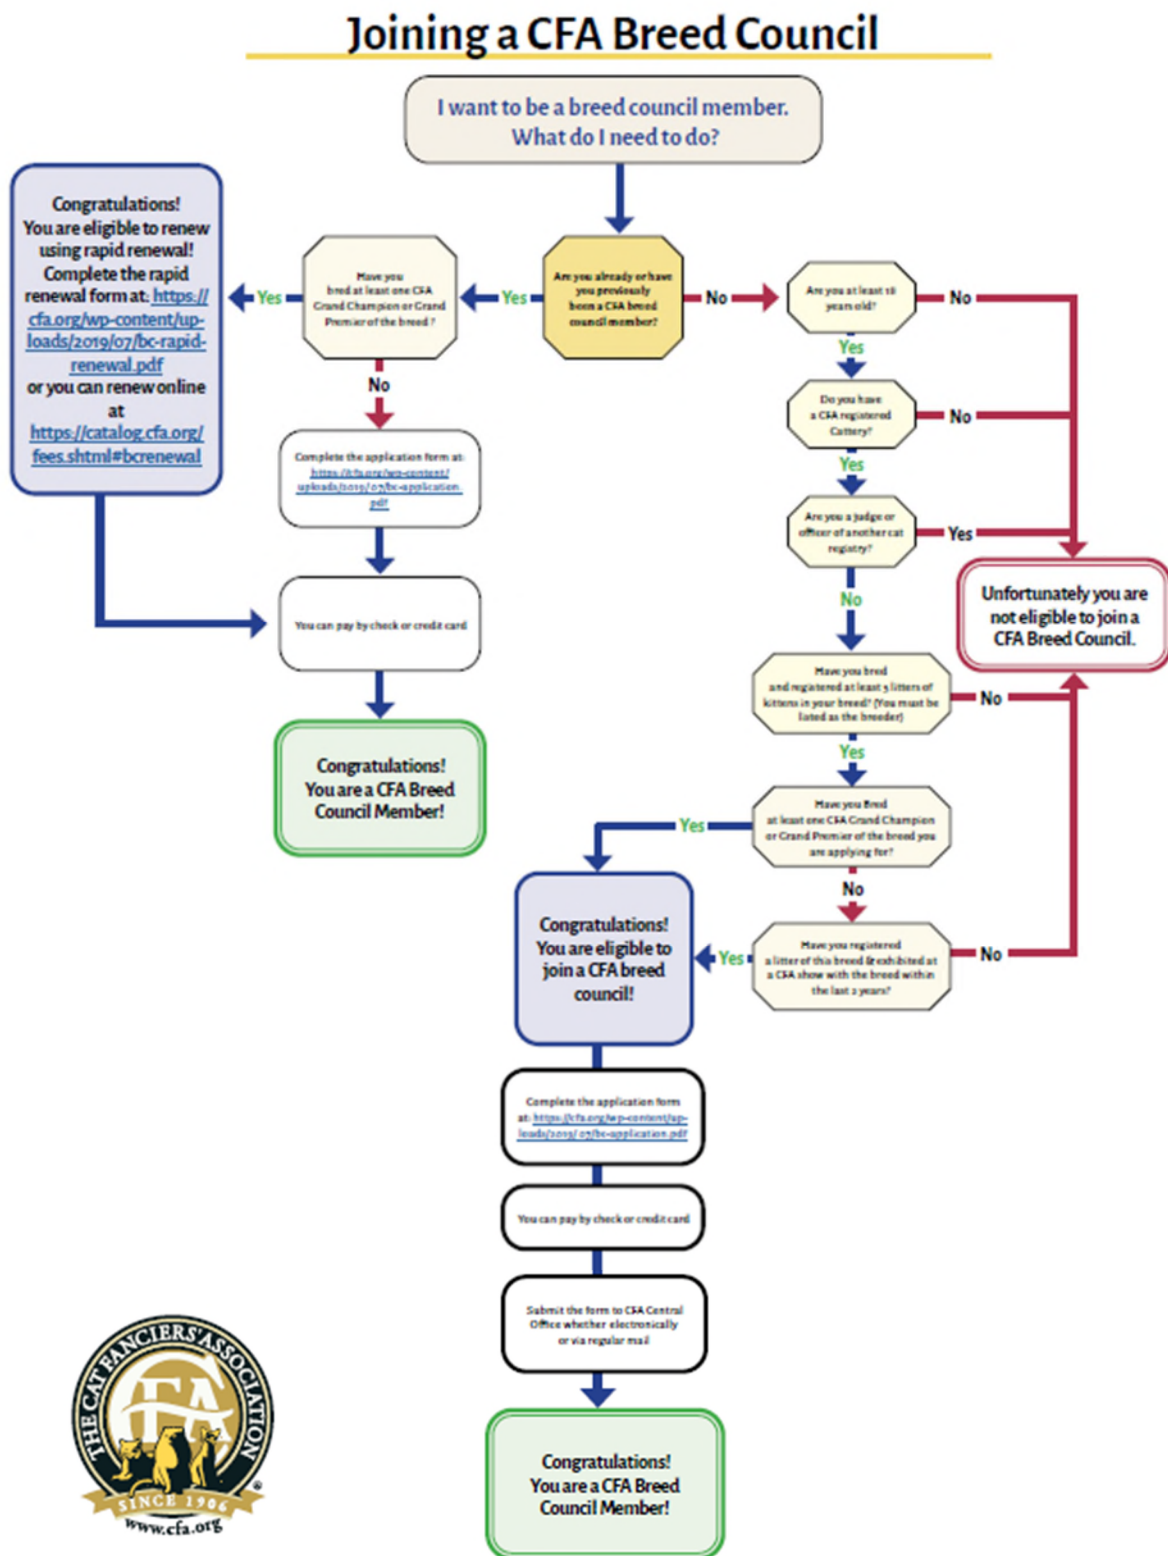 Joining a CFA Breed Council
I want to be a breed council member.
What do I need to do?
Congratulations!
You are eligible to renew
using rapid renewal!
Complete the rapid
renewal form at: https://
cfa.org/wp-content/up-
loads/2019/07/bc-rapid-
renewal.pdf
or you can renew online
at
https://catalog.cfa.org/
fees.shtml#bcrenewal
Yes
Have you
bred at least one CFA
Grand Champion or Grand
Premier of the breed ?
Yes
Are you already or have
you previously
been a CFA breed
council member?
No
Are you at least 18
years old?
No
No
Complete the application form at:
https://cfa.org/wp-content/
uploads/2019/07/bc-application.
pdf
You can pay by check or credit card
Congratulations!
You are a CFA Breed
Council Member!
Yes
Do you have
a CFA registered
Cattery?
No
Yes
Are you a judge or
officer of another cat
registry?
Yes
Unfortunately you are
not eligible to join a
CFA Breed Council.
No
Have you bred
and registered at least 5 litters of
kittens in your breed? (You must be
listed as the breeder)
No
Yes
Have you Bred
at least one CFA Grand Champion
or Grand Premier of the breed you
are applying for?
Yes
No
Have you registered
a litter of this breed & exhibited at
a CFA show with the breed within
the last 2 years?
No
Yes
Congratulations!
You are eligible to
join a CFA breed
council!
Complete the application form
at: https://cfa.org/wp-content/up-
loads/2019/ 07/bc-application.pdf
You can pay by check or credit card
Submit the form to CFA Central
Office whether electronically
or via regular mail
Congratulations!
You are a CFA Breed
Council Member!
THE CAT FANCIERS' ASSOCIATION
CFA
®
SINCE 1906
www.cfa.org